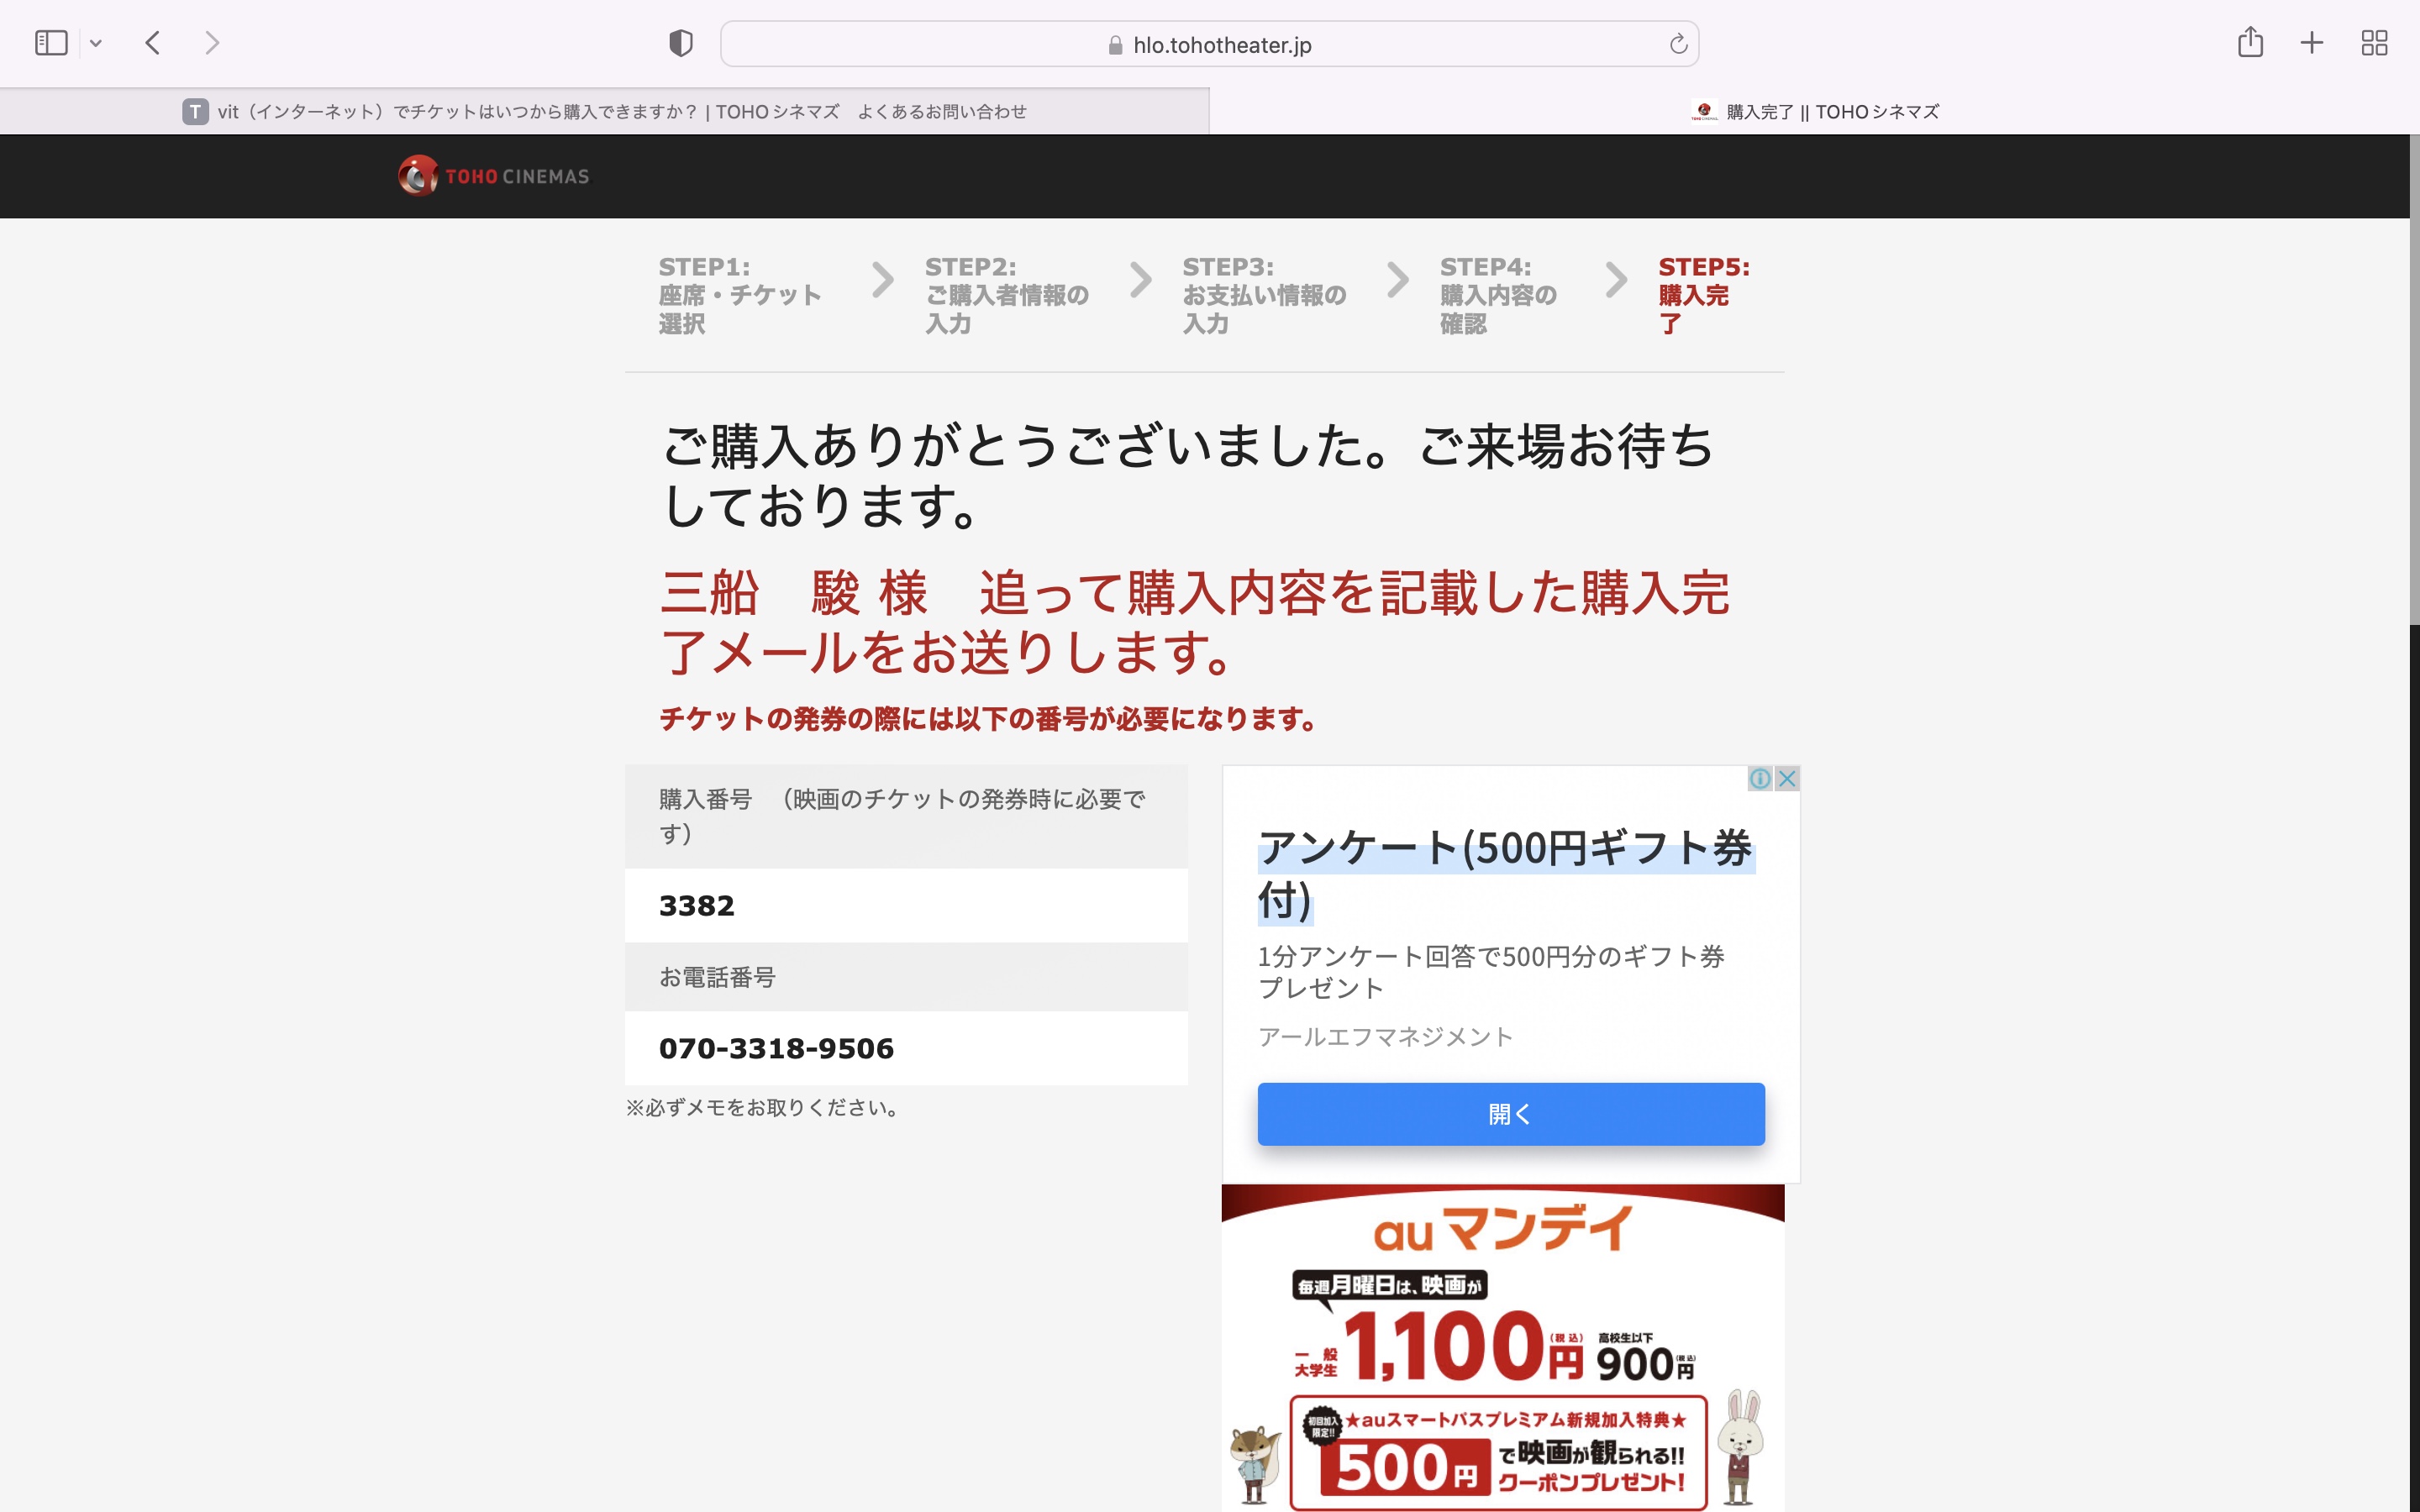 hlo.tohotheater.jp
T vit（インターネット）でチケットはいつから購入できますか？ | TOHOシネマズ　よくあるお問い合わせ
購入完了 || TOHOシネマズ
TOHO CINEMAS
STEP1:
座席・チケット
選択
STEP2:
ご購入者情報の
入力
STEP3:
お支払い情報の
入力
STEP4:
購入内容の
確認
STEP5:
購入完
了
ご購入ありがとうございました。ご来場お待ち
しております。
三船　駿 様　追って購入内容を記載した購入完
了メールをお送りします。
チケットの発券の際には以下の番号が必要になります。
購入番号　（映画のチケットの発券時に必要で
す）
3382
お電話番号
070-3318-9506
※必ずメモをお取りください。
アンケート(500円ギフト券
付)
1分アンケート回答で500円分のギフト券
プレゼント
アールエフマネジメント
開く
au マンデイ
毎週月曜日は、映画が
一般
大学生
1,100円（税込）
高校生以下
900円（税込）
初回加入
限定!!
★auスマートパスプレミアム新規加入特典★
500円で映画が観られる!!
クーポンプレゼント!